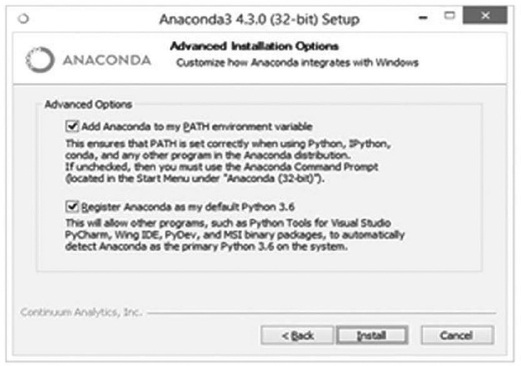 Anaconda3 4.3.0 (32-bit) Setup
ANACONDA
Advanced Installation Options
Customize how Anaconda integrates with Windows
Advanced Options
Add Anaconda to my PATH environment variable
This ensures that PATH is set correctly when using Python, IPython,
conda, and any other program in the Anaconda distribution.
If unchecked, then you must use the Anaconda Command Prompt
(located in the Start Menu under "Anaconda (32-bit)").
Register Anaconda as my default Python 3.6
This will allow other programs, such as Python Tools for Visual Studio
PyCharm, Wing IDE, PyDev, and MSI binary packages, to automatically
detect Anaconda as the primary Python 3.6 on the system.
Continuum Analytics, Inc.
< Back
Install
Cancel